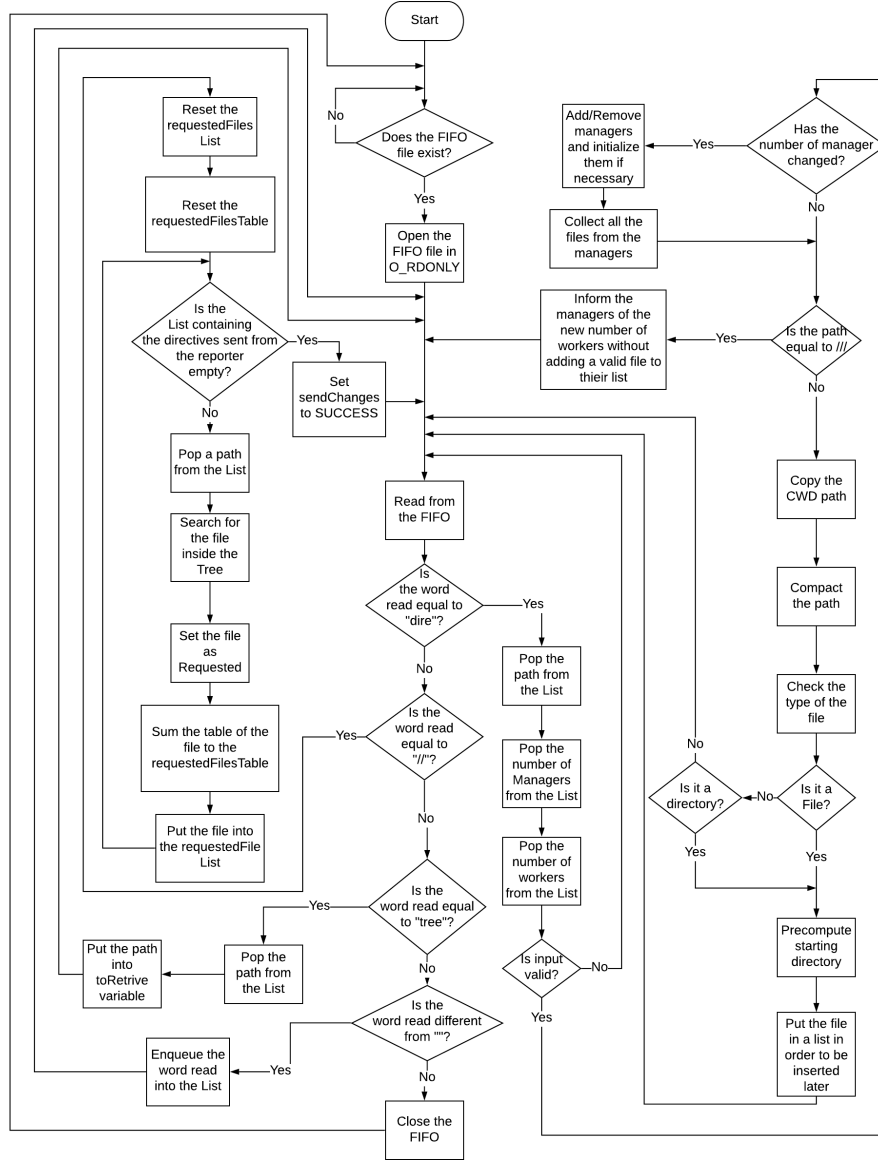 Start
No
Does the FIFO
file exist?
Yes
Open the
FIFO file in
O_RDONLY
Reset the
requestedFiles
List
Reset the
requestedFilesTable
Is the
List containing
the directives sent from
the reporter
empty?
Yes
Set
sendChanges
to SUCCESS
No
Pop a path
from the List
Search for
the file
inside the
Tree
Set the file
as
Requested
Sum the table of the
file to the
requestedFilesTable
Put the file into
the requestedFile
List
Read from
the FIFO
Is
the word
read equal to
"dire"?
Yes
No
Is the
word read
equal to
"//"?
Yes
No
Is the
word read equal
to "tree"?
Yes
Pop the
path from
the List
Put the path
into
toRetrive
variable
No
Is the
word read different
from ""?
Yes
Enqueue the
word read
into the List
No
Close the
FIFO
Pop the
path from
the List
Pop the
number of
Managers
from the List
Pop the
number of
workers
from the List
Is input
valid?
No
Yes
Has the
number of manager
changed?
Yes
Add/Remove
managers
and initialize
them if
necessary
Collect all the
files from the
managers
No
Is the path
equal to ///
Yes
Inform the
managers of the
new number of
workers without
adding a valid file to
thieir list
No
Copy the
CWD path
Compact
the path
Check the
type of the
file
Is it a
File?
No
Is it a
directory?
No
Yes
Yes
Precompute
starting
directory
Put the file
in a list in
order to be
inserted
later